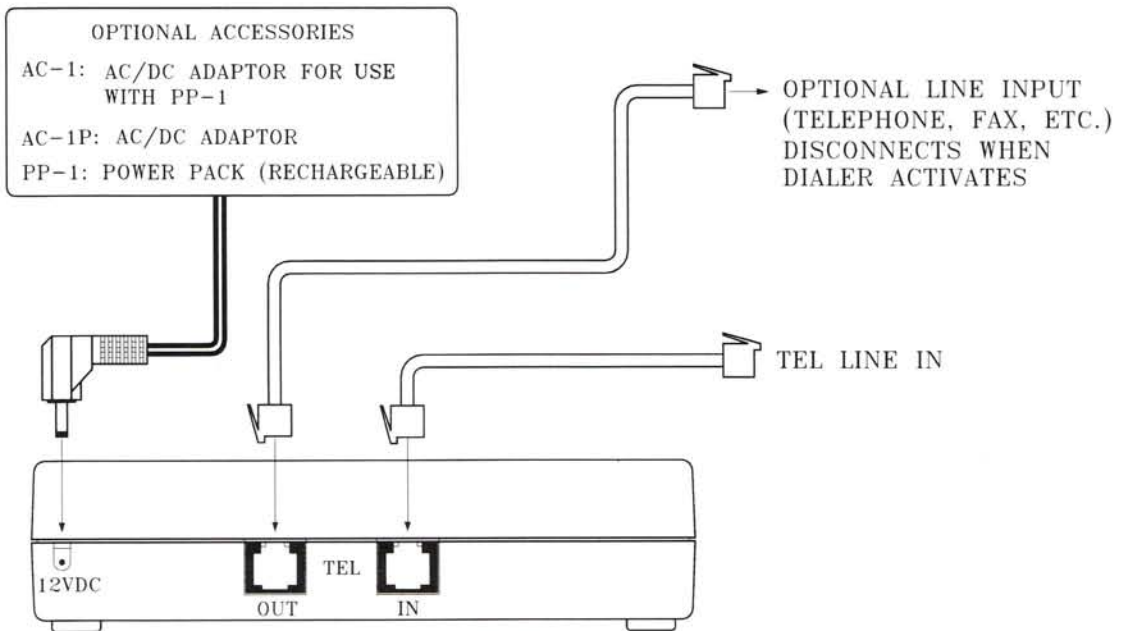 OPTIONAL ACCESSORIES
AC-1: AC/DC ADAPTOR FOR USE
WITH PP-1
AC-1P: AC/DC ADAPTOR
PP-1: POWER PACK (RECHARGEABLE)
OPTIONAL LINE INPUT
(TELEPHONE, FAX, ETC.)
DISCONNECTS WHEN
DIALER ACTIVATES
TEL LINE IN
12VDC
TEL
OUT
IN